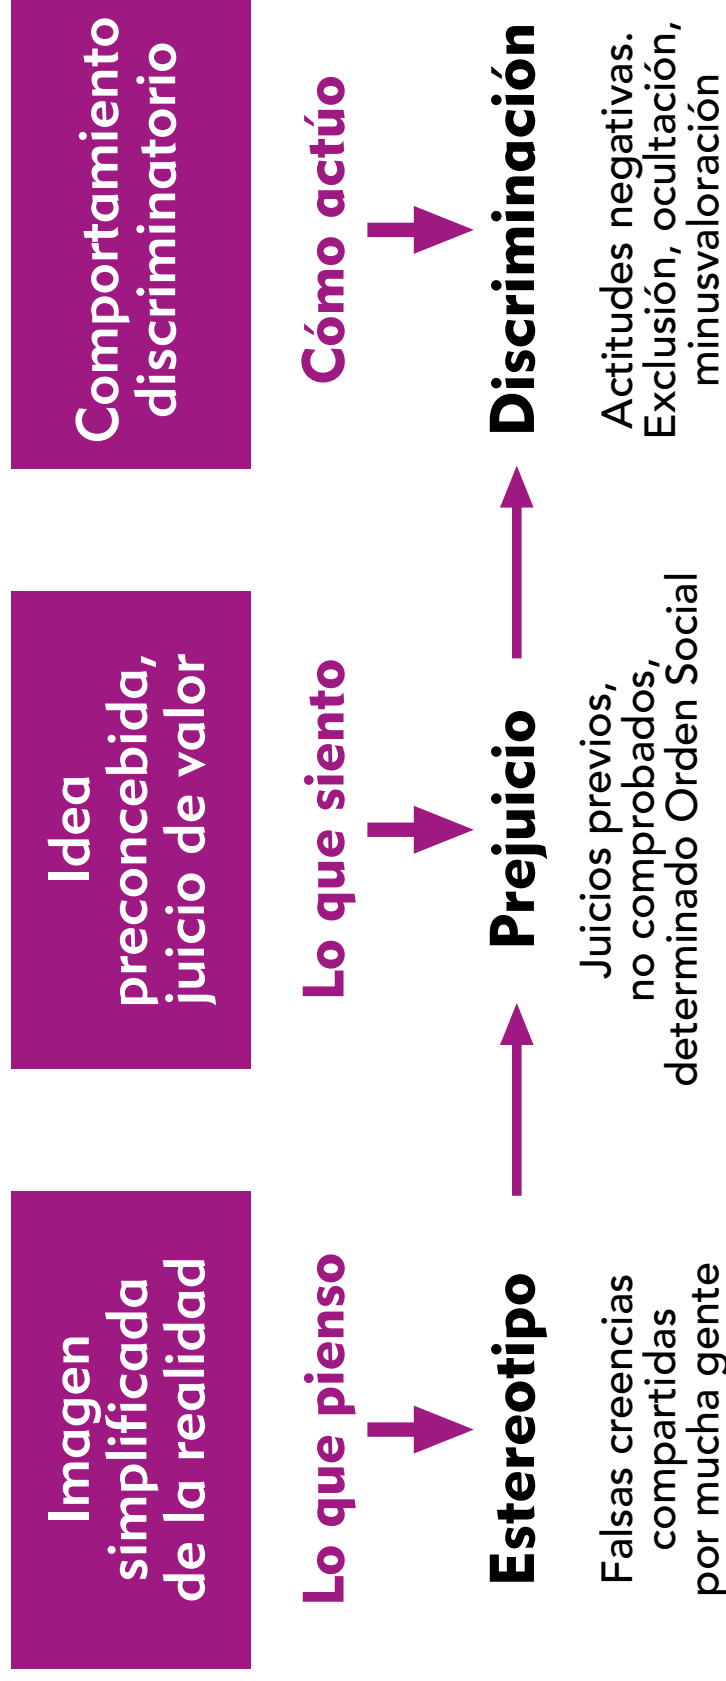 Imagen
simplificada
de la realidad
Lo que pienso
Estereotipo
Falsas creencias
compartidas
por mucha gente
Idea
preconcebida,
juicio de valor
Lo que siento
Prejuicio
Juicios previos,
no comprobados,
determinado Orden Social
Comportamiento
discriminatorio
Cómo actúo
Discriminación
Actitudes negativas.
Exclusión, ocultación,
minusvaloración